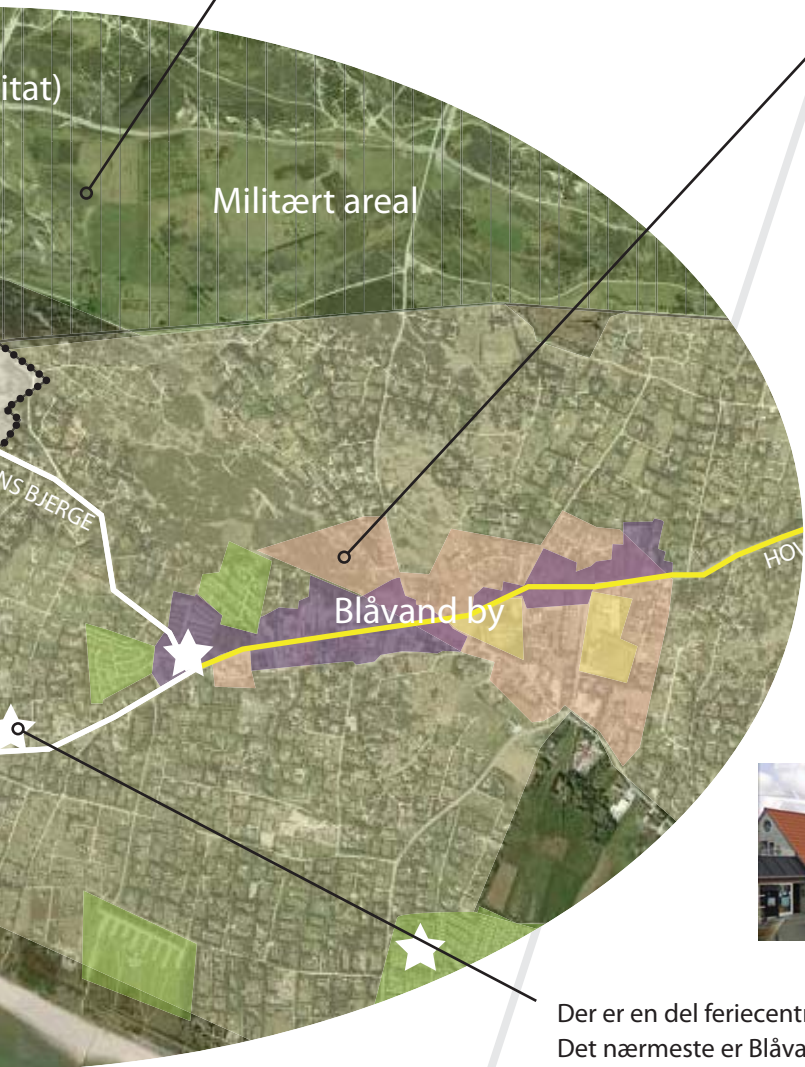 itat)
Militært areal
NS BJERGE
HOV
Blåvand by
Der er en del feriecentr
Det nærmeste er Blåva